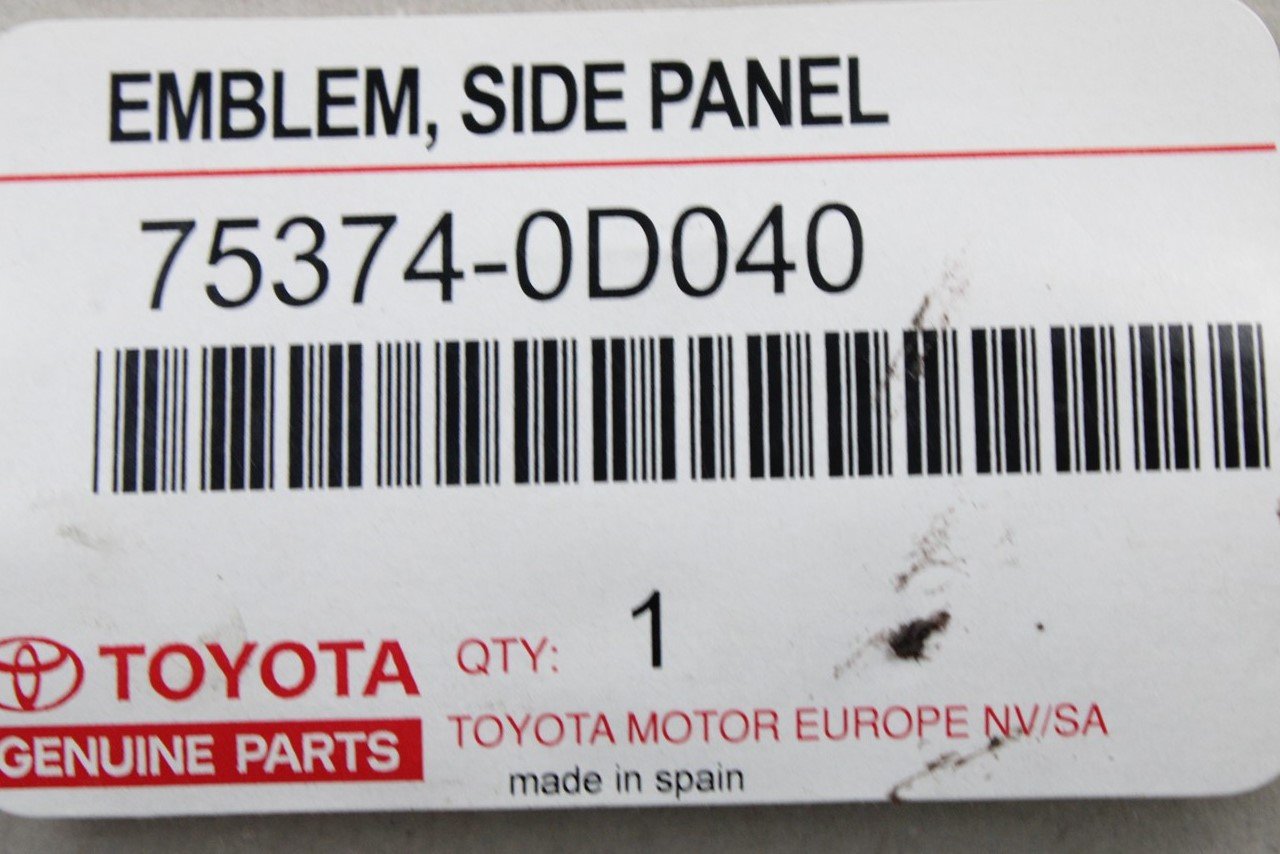 EMBLEM, SIDE PANEL
75374-0D040
TOYOTA QTY: 1
GENUINE PARTS
TOYOTA MOTOR EUROPE NV/SA
made in spain